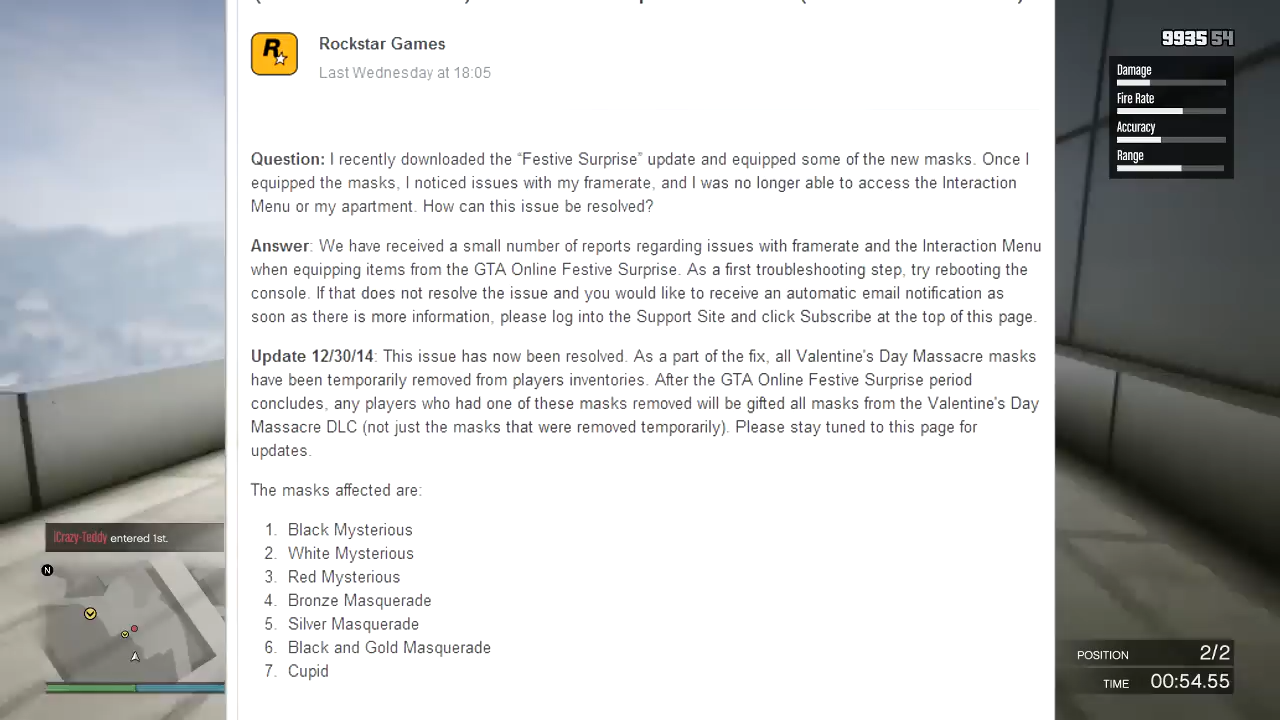 Rockstar Games
Last Wednesday at 18:05
Question: I recently downloaded the “Festive Surprise” update and equipped some of the new masks. Once I
equipped the masks, I noticed issues with my framerate, and I was no longer able to access the Interaction
Menu or my apartment. How can this issue be resolved?
Answer: We have received a small number of reports regarding issues with framerate and the Interaction Menu
when equipping items from the GTA Online Festive Surprise. As a first troubleshooting step, try rebooting the
console. If that does not resolve the issue and you would like to receive an automatic email notification as
soon as there is more information, please log into the Support Site and click Subscribe at the top of this page.
Update 12/30/14: This issue has now been resolved. As a part of the fix, all Valentine's Day Massacre masks
have been temporarily removed from players inventories. After the GTA Online Festive Surprise period
concludes, any players who had one of these masks removed will be gifted all masks from the Valentine's Day
Massacre DLC (not just the masks that were removed temporarily). Please stay tuned to this page for
updates.
The masks affected are:
1. Black Mysterious
2. White Mysterious
3. Red Mysterious
4. Bronze Masquerade
5. Silver Masquerade
6. Black and Gold Masquerade
7. Cupid
9935 54
Damage
Fire Rate
Accuracy
Range
iCrazy-Teddy entered 1st.
N
POSITION 2/2
TIME 00:54.55